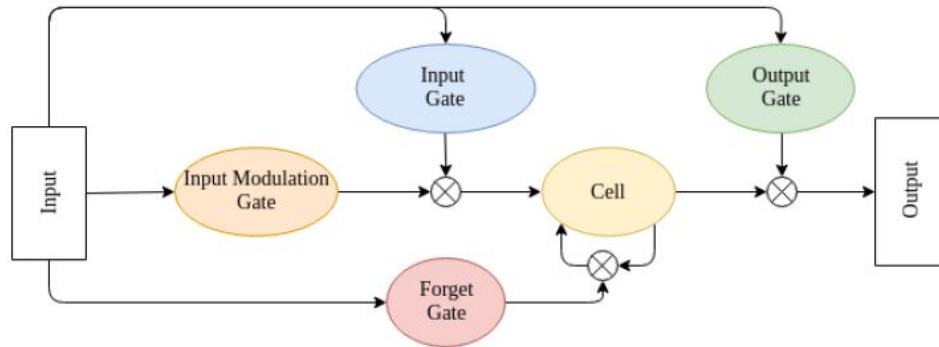 Input
Gate
Output
Gate
Input
Input Modulation
Gate
Cell
Output
Forget
Gate